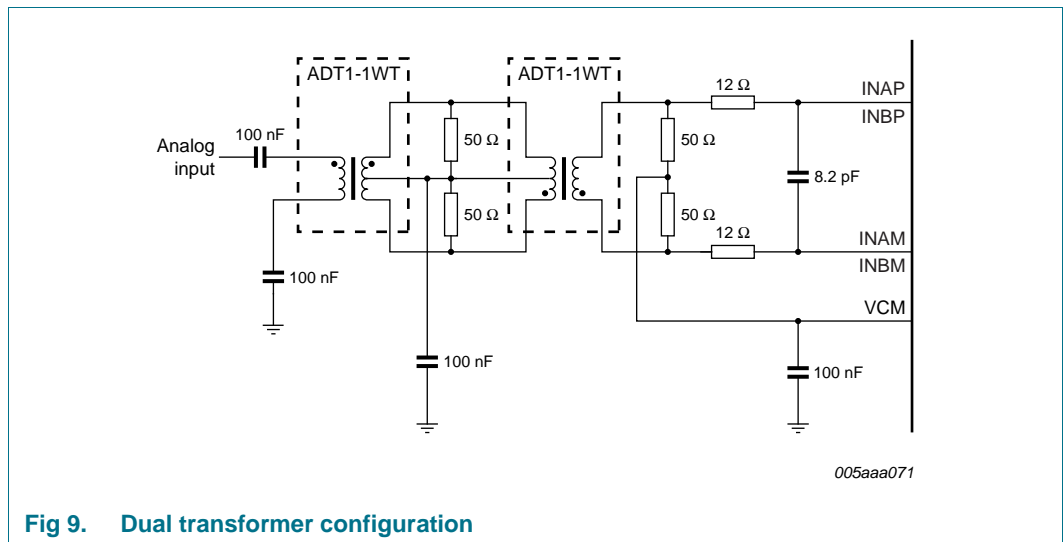 ADT1-1WT
ADT1-1WT
12 Ω
INAP
INBP
100 nF
Analog
input
50 Ω
50 Ω
8.2 pF
50 Ω
50 Ω
12 Ω
INAM
INBM
100 nF
VCM
100 nF
100 nF
005aaa071
Fig 9. Dual transformer configuration